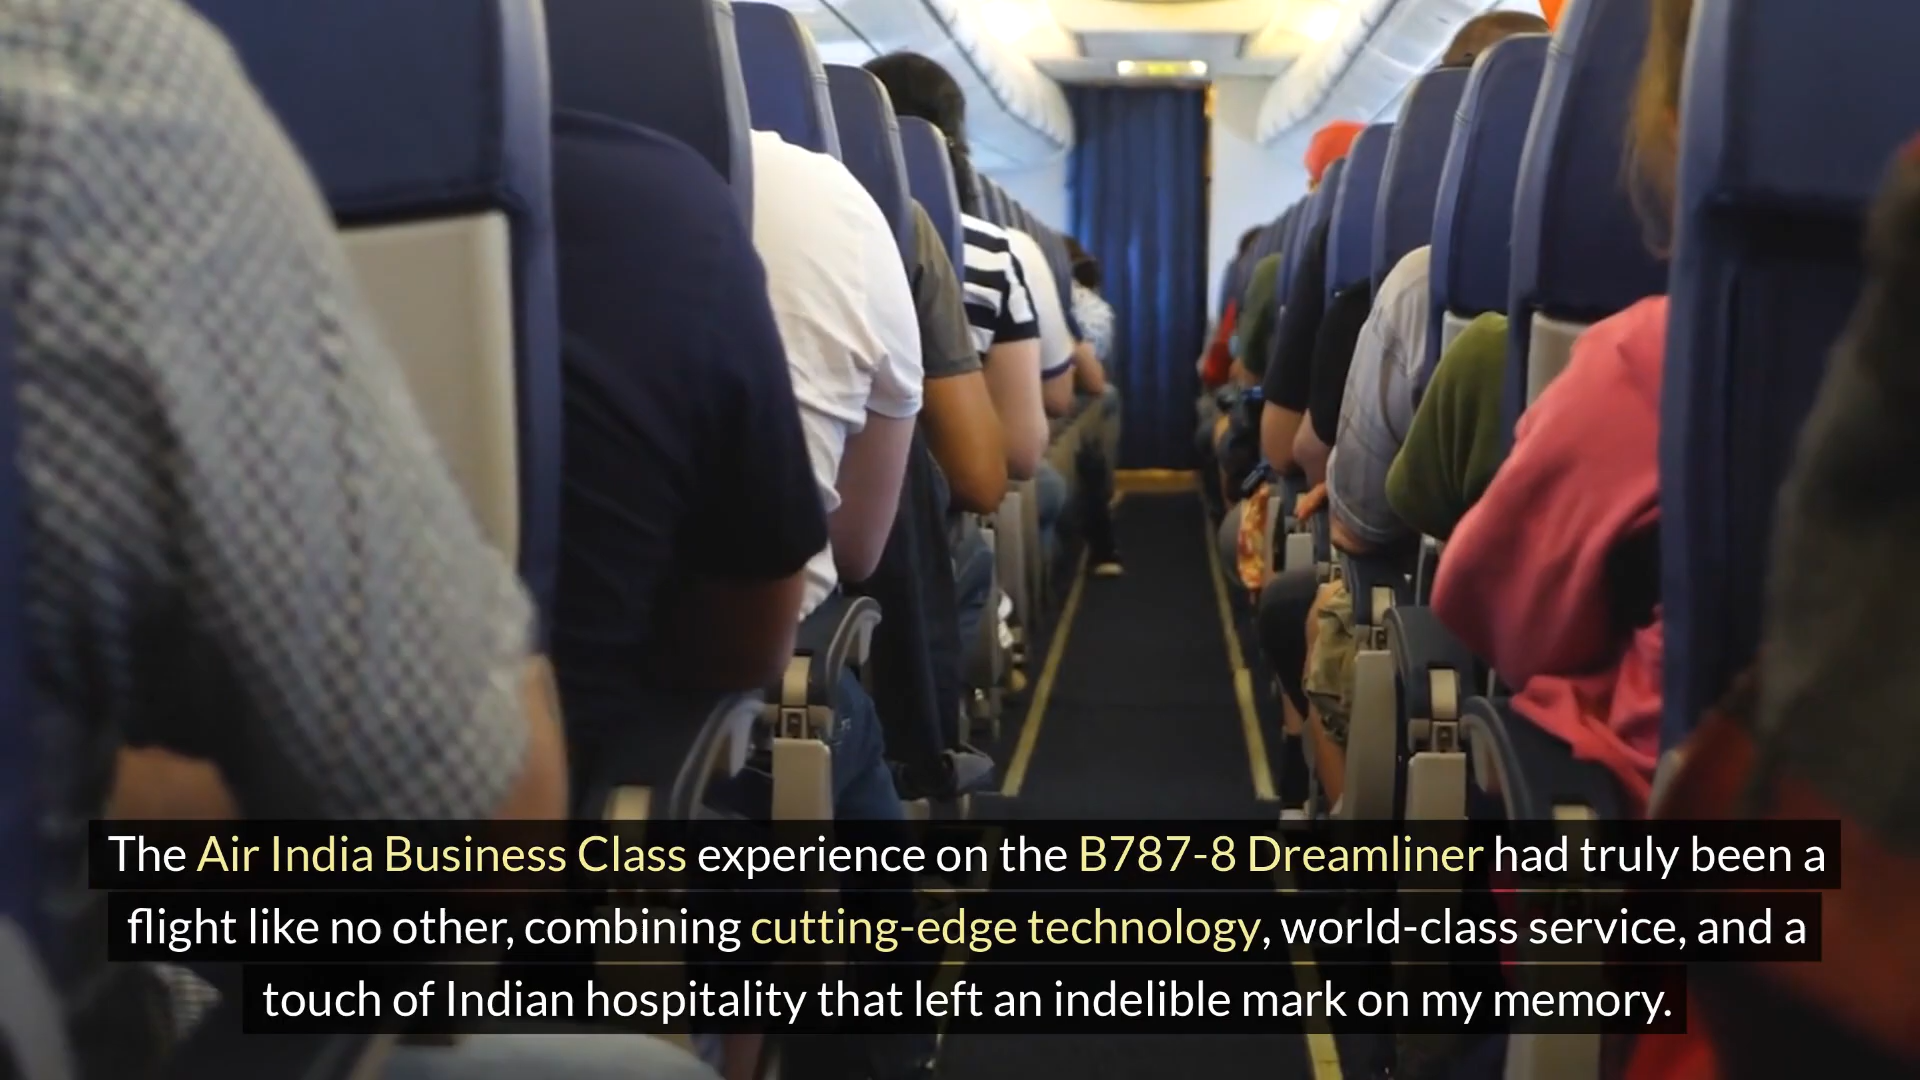 The Air India Business Class experience on the B787-8 Dreamliner had truly been a
flight like no other, combining cutting-edge technology, world-class service, and a
touch of Indian hospitality that left an indelible mark on my memory.